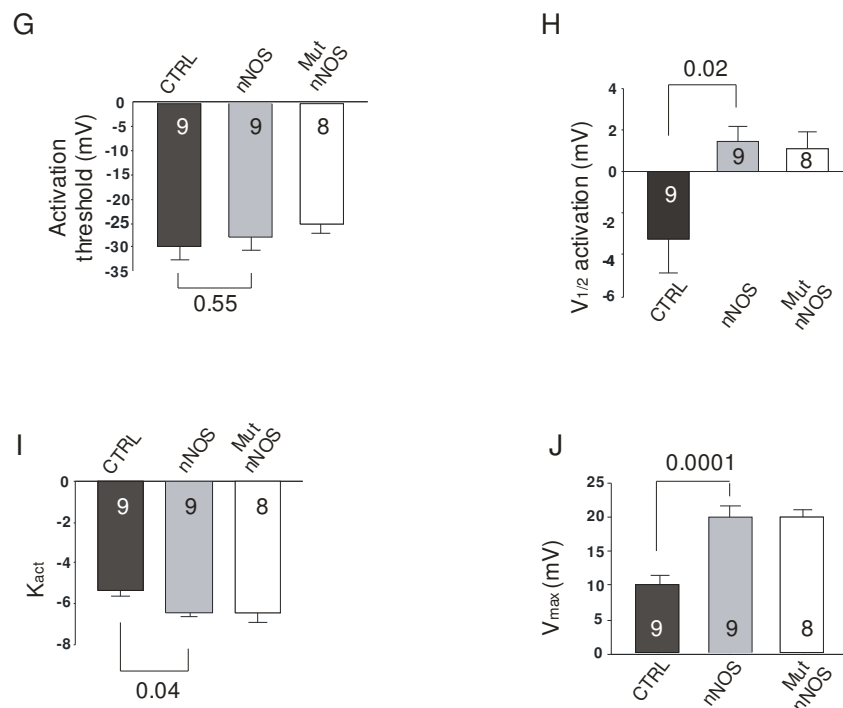 G
CTRL
nNOS
Mut
nNOS
0
-5
-10
-15
-20
-25
-30
-35
Activation
threshold (mV)
9
9
8
0.55
H
0.02
4
2
0
-2
-4
-6
V1/2 activation (mV)
9
9
8
CTRL
nNOS
Mut
nNOS
I
CTRL
nNOS
Mut
nNOS
0
-2
-4
-6
-8
Kact
9
9
8
0.04
J
0.0001
25
20
15
10
5
0
Vmax (mV)
9
9
8
CTRL
nNOS
Mut
nNOS